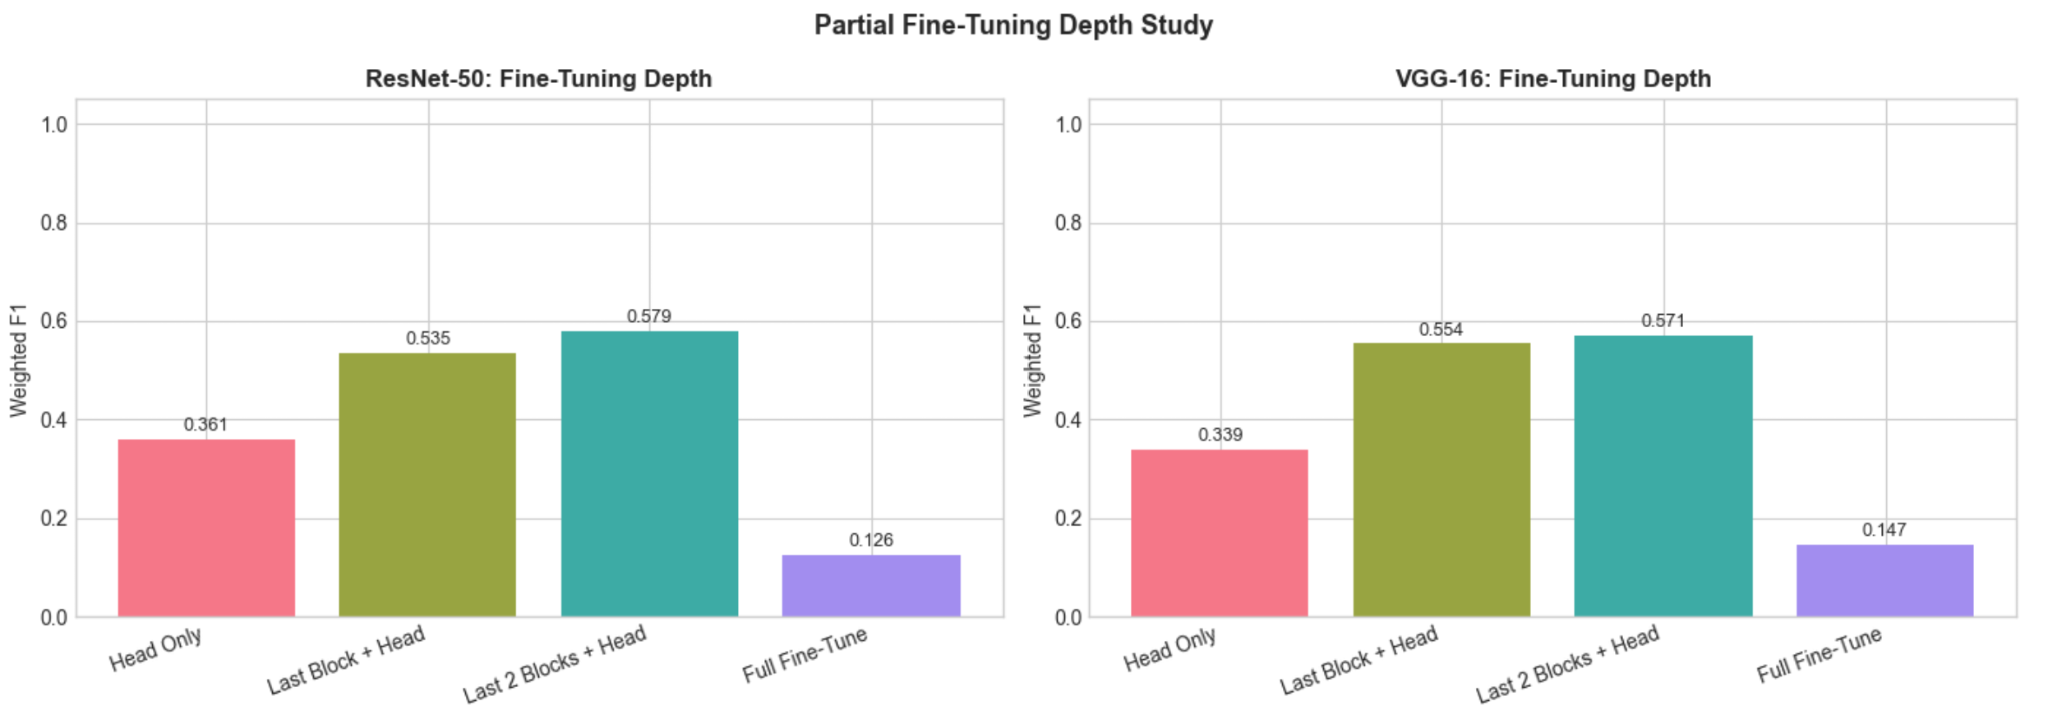 Partial Fine-Tuning Depth Study
ResNet-50: Fine-Tuning Depth
Weighted F1
1.0
0.8
0.6
0.4
0.2
0.0
0.361
0.535
0.579
0.126
Head Only
Last Block + Head
Last 2 Blocks + Head
Full Fine-Tune
VGG-16: Fine-Tuning Depth
Weighted F1
1.0
0.8
0.6
0.4
0.2
0.0
0.339
0.554
0.571
0.147
Head Only
Last Block + Head
Last 2 Blocks + Head
Full Fine-Tune